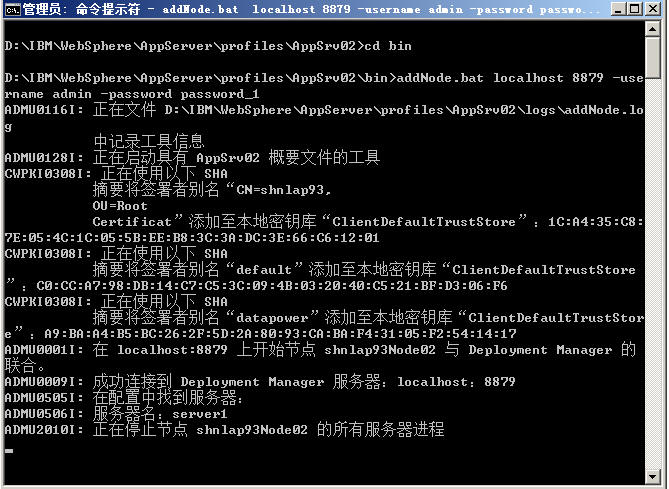 管理员: 命令提示符 - addNode.bat  localhost 8879 -username admin -password passwo...
D:\IBM\WebSphere\AppServer\profiles\AppSrv02>cd bin
D:\IBM\WebSphere\AppServer\profiles\AppSrv02\bin>addNode.bat localhost 8879 -use
rname admin -password password_1
ADMU0116I: 正在文件 D:\IBM\WebSphere\AppServer\profiles\AppSrv02\logs\addNode.lo
g
中记录工具信息
ADMU0128I: 正在启动具有 AppSrv02 概要文件的工具
CWPKI0308I: 正在使用以下 SHA
摘要将签署者别名“CN=shnlap93,
OU=Root
Certificat”添加至本地密钥库“ClientDefaultTrustStore”：1C:A4:35:C8:
7E:05:4C:1C:05:5B:EE:B8:3C:3A:DC:3E:66:C6:12:01
CWPKI0308I: 正在使用以下 SHA
摘要将签署者别名“default”添加至本地密钥库“ClientDefaultTrustStore
”：C0:CC:A7:98:DB:14:C7:C5:3C:09:4B:03:20:40:C5:21:BF:D3:06:F6
CWPKI0308I: 正在使用以下 SHA
摘要将签署者别名“datapower”添加至本地密钥库“ClientDefaultTrustStor
e”：A9:BA:A4:B5:BC:26:2F:5D:2A:80:93:CA:BA:F4:31:05:F2:54:14:17
ADMU0001I: 在 localhost:8879 上开始节点 shnlap93Node02 与 Deployment Manager 的
联合。
ADMU0009I: 成功连接到 Deployment Manager 服务器：localhost：8879
ADMU0505I: 在配置中找到服务器：
ADMU0506I: 服务器名：server1
ADMU2010I: 正在停止节点 shnlap93Node02 的所有服务器进程